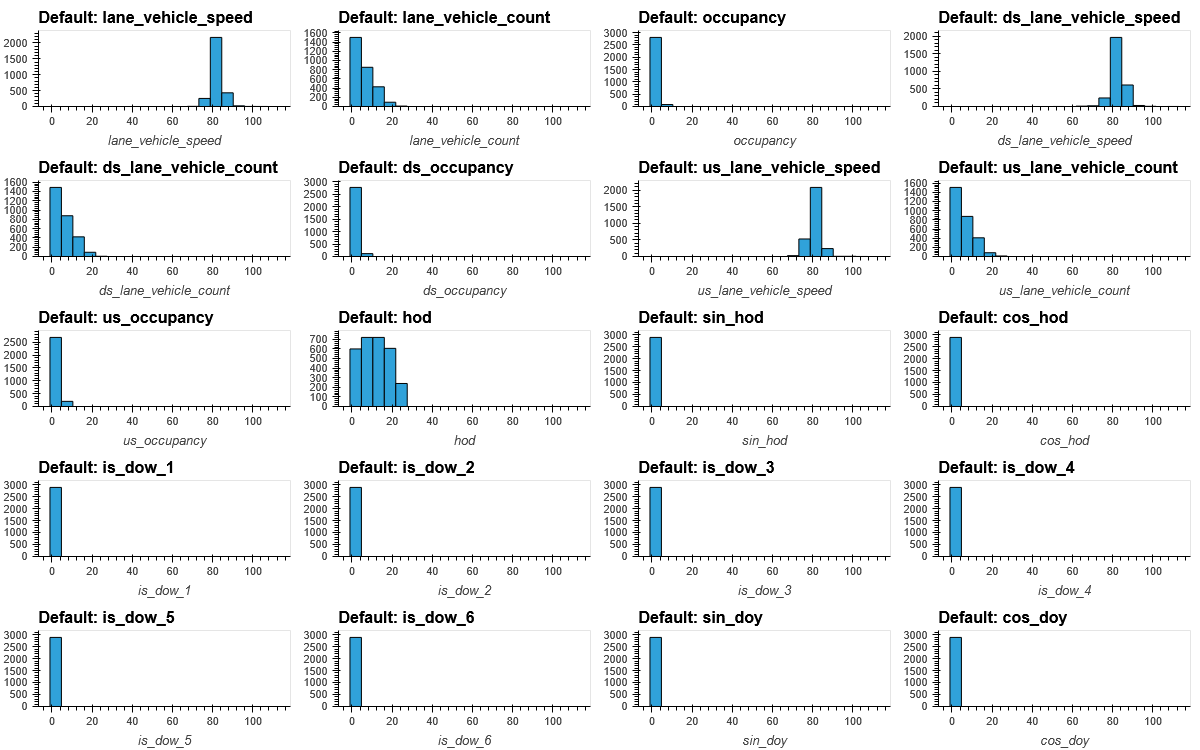 Default: lane_vehicle_speed
2000
1500
1000
500
0
0 20 40 60 80 100
lane_vehicle_speed
Default: lane_vehicle_count
1600
1400
1200
1000
800
600
400
200
0
0 20 40 60 80 100
lane_vehicle_count
Default: occupancy
3000
2500
2000
1500
1000
500
0
0 20 40 60 80 100
occupancy
Default: ds_lane_vehicle_speed
2000
1500
1000
500
0
0 20 40 60 80 100
ds_lane_vehicle_speed
Default: ds_lane_vehicle_count
1600
1400
1200
1000
800
600
400
200
0
0 20 40 60 80 100
ds_lane_vehicle_count
Default: ds_occupancy
3000
2500
2000
1500
1000
500
0
0 20 40 60 80 100
ds_occupancy
Default: us_lane_vehicle_speed
2000
1500
1000
500
0
0 20 40 60 80 100
us_lane_vehicle_speed
Default: us_lane_vehicle_count
1600
1400
1200
1000
800
600
400
200
0
0 20 40 60 80 100
us_lane_vehicle_count
Default: us_occupancy
2500
2000
1500
1000
500
0
0 20 40 60 80 100
us_occupancy
Default: hod
700
600
500
400
300
200
100
0
0 20 40 60 80 100
hod
Default: sin_hod
3000
2500
2000
1500
1000
500
0
0 20 40 60 80 100
sin_hod
Default: cos_hod
3000
2500
2000
1500
1000
500
0
0 20 40 60 80 100
cos_hod
Default: is_dow_1
3000
2500
2000
1500
1000
500
0
0 20 40 60 80 100
is_dow_1
Default: is_dow_2
3000
2500
2000
1500
1000
500
0
0 20 40 60 80 100
is_dow_2
Default: is_dow_3
3000
2500
2000
1500
1000
500
0
0 20 40 60 80 100
is_dow_3
Default: is_dow_4
3000
2500
2000
1500
1000
500
0
0 20 40 60 80 100
is_dow_4
Default: is_dow_5
3000
2500
2000
1500
1000
500
0
0 20 40 60 80 100
is_dow_5
Default: is_dow_6
3000
2500
2000
1500
1000
500
0
0 20 40 60 80 100
is_dow_6
Default: sin_doy
3000
2500
2000
1500
1000
500
0
0 20 40 60 80 100
sin_doy
Default: cos_doy
3000
2500
2000
1500
1000
500
0
0 20 40 60 80 100
cos_doy